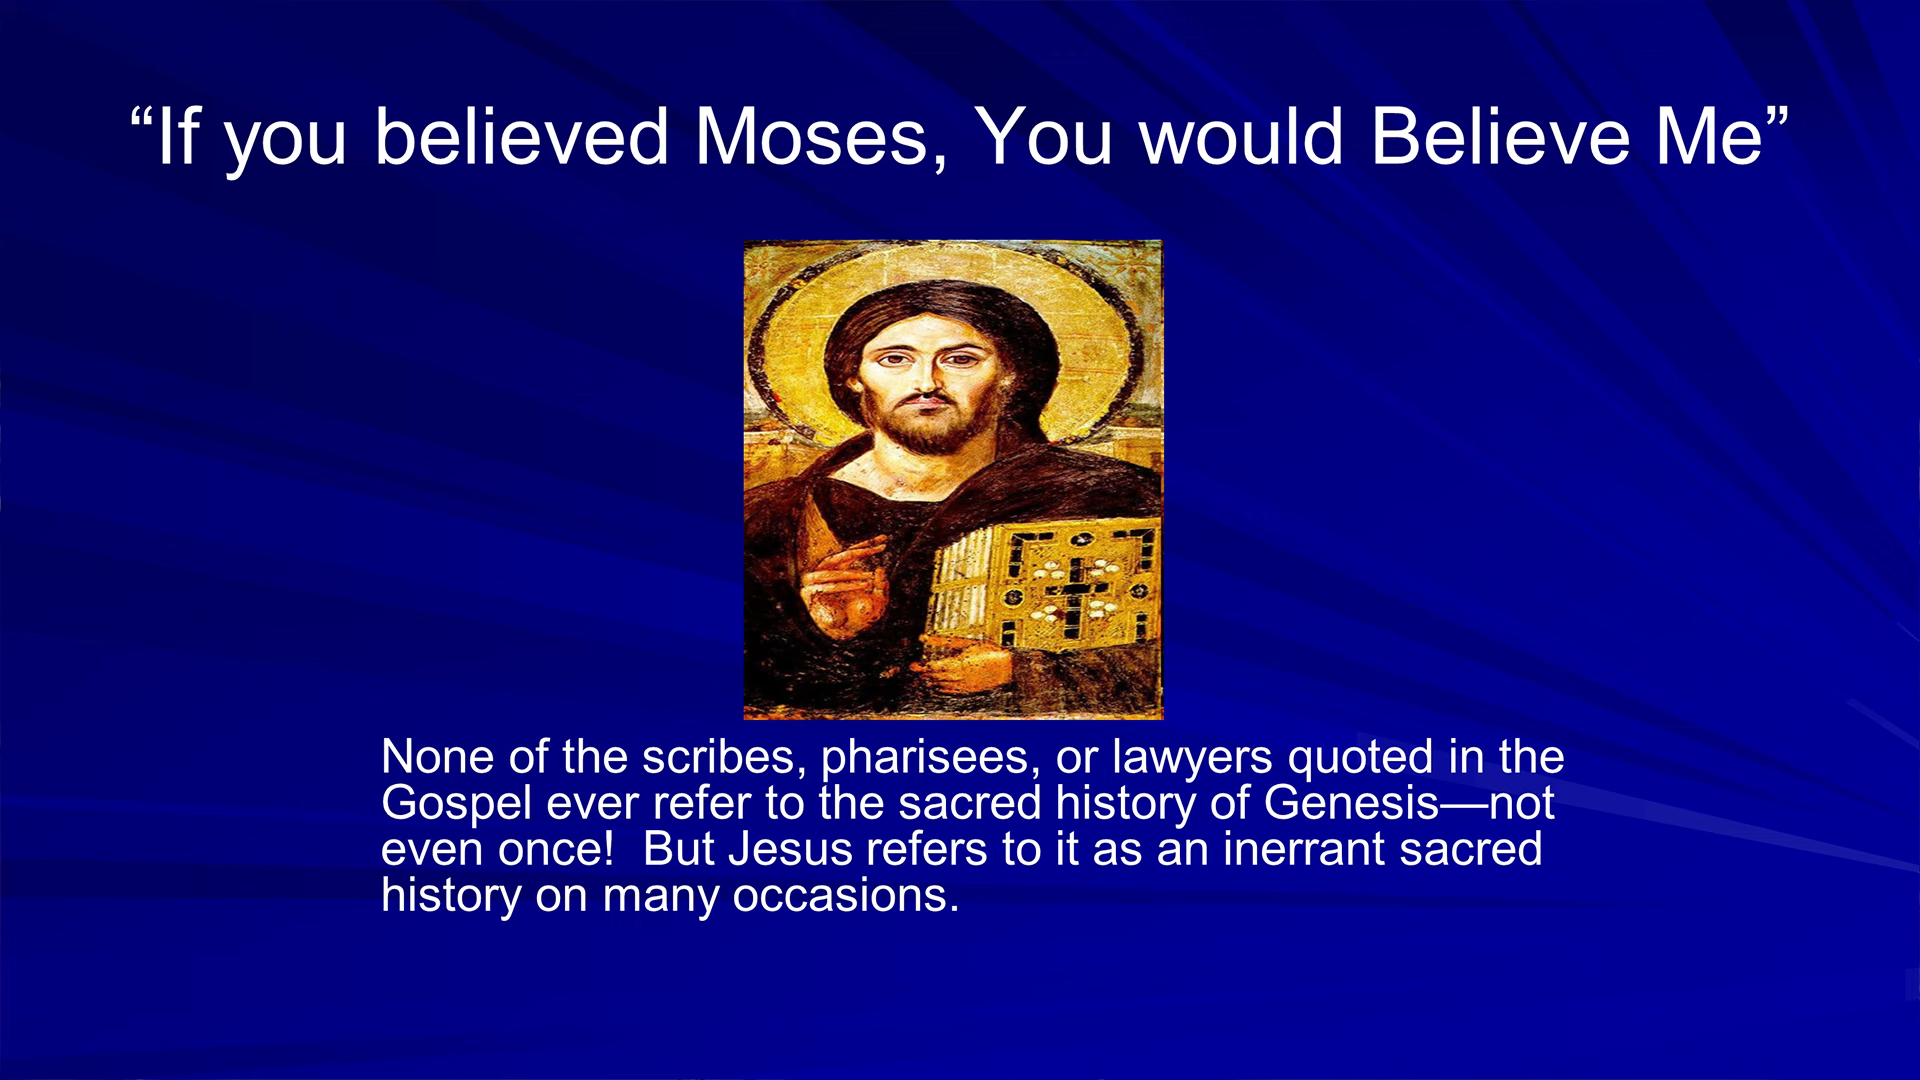 “If you believed Moses, You would Believe Me”
None of the scribes, pharisees, or lawyers quoted in the
Gospel ever refer to the sacred history of Genesis—not
even once!  But Jesus refers to it as an inerrant sacred
history on many occasions.